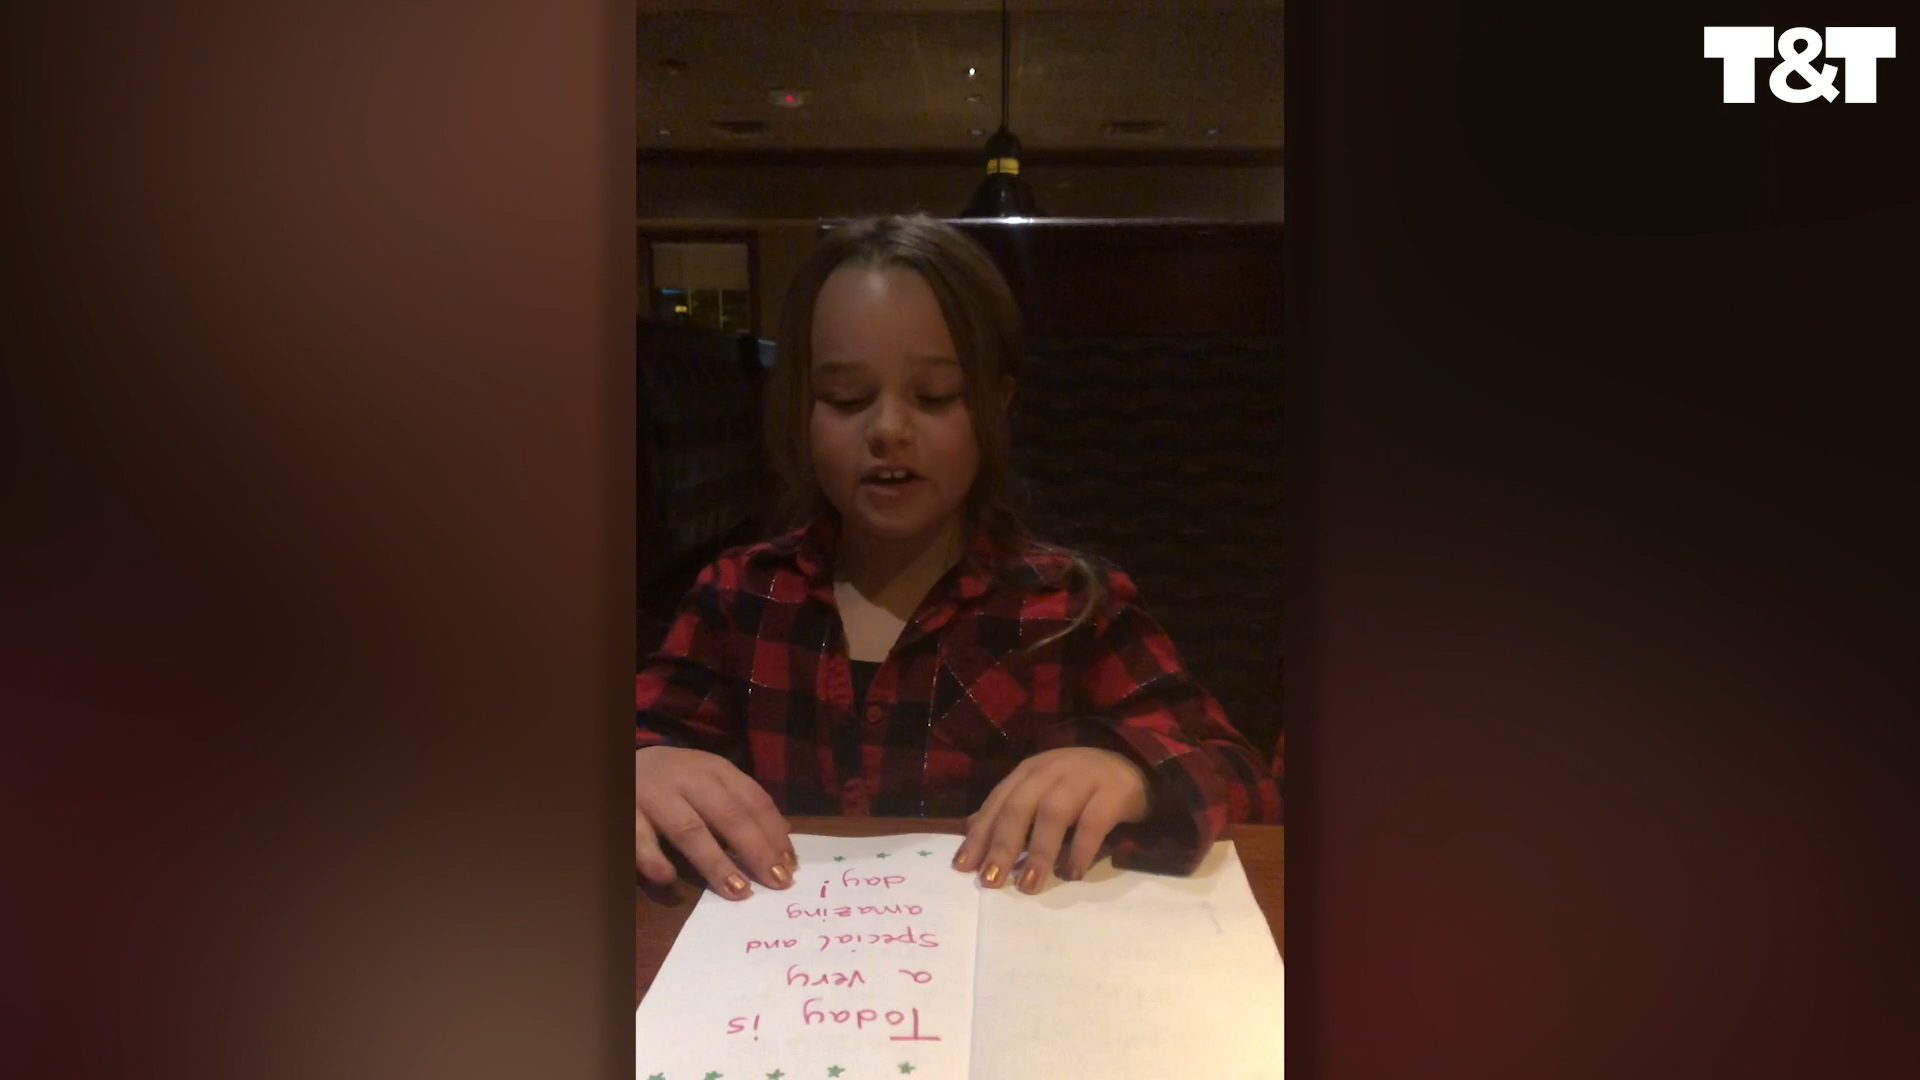 T&T
Today is
a very
special and
amazing
day!